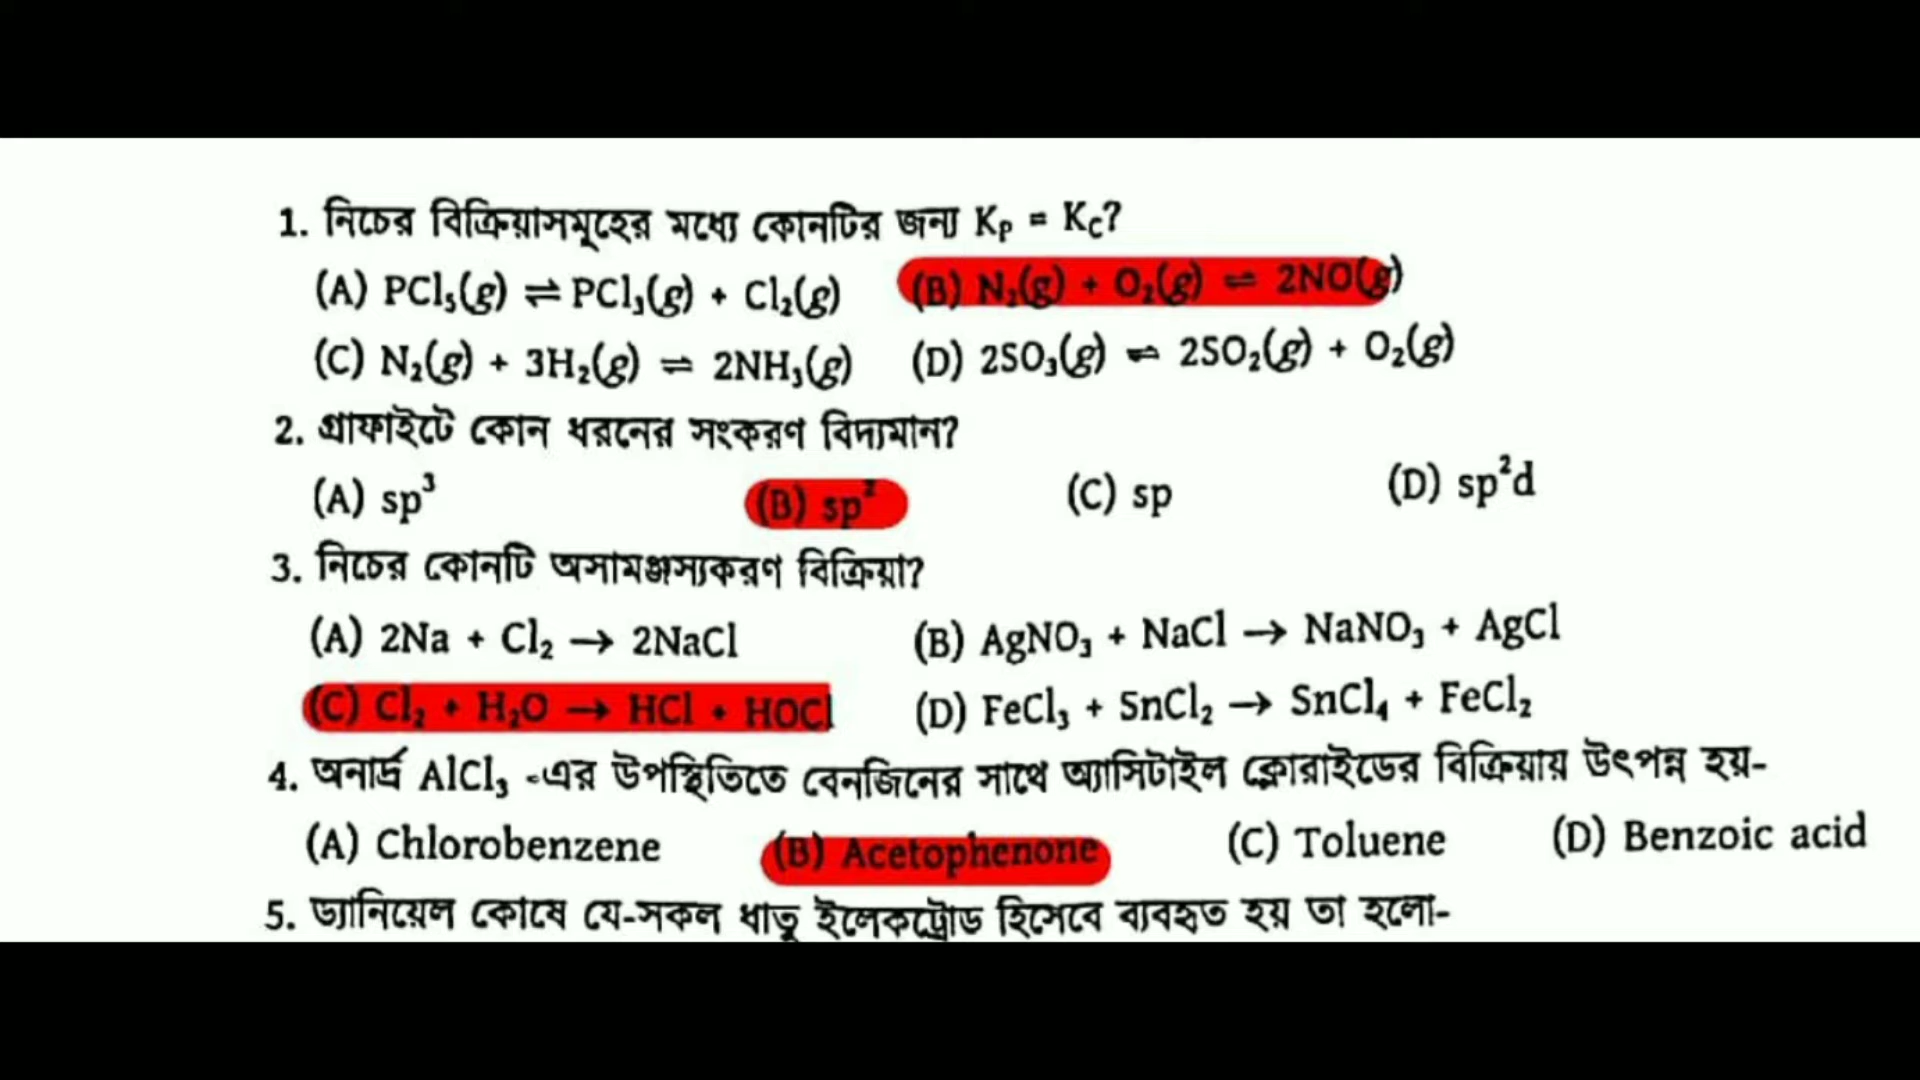 1. নিচের বিক্রিয়াসমূহের মধ্যে কোনটির জন্য Kₚ = K꜀?
(A) PCl₅(g) ⇌ PCl₃(g) + Cl₂(g) (B) N₂(g) + O₂(g) ⇌ 2NO(g)
(C) N₂(g) + 3H₂(g) ⇌ 2NH₃(g) (D) 2SO₃(g) ⇌ 2SO₂(g) + O₂(g)
2. গ্রাফাইটে কোন ধরনের সংকরণ বিদ্যমান?
(A) sp³ (B) sp² (C) sp (D) sp²d
3. নিচের কোনটি অসামঞ্জস্যকরণ বিক্রিয়া?
(A) 2Na + Cl₂ → 2NaCl (B) AgNO₃ + NaCl → NaNO₃ + AgCl
(C) Cl₂ + H₂O → HCl + HOCl (D) FeCl₃ + SnCl₂ → SnCl₄ + FeCl₂
4. অনার্দ্র AlCl₃ -এর উপস্থিতিতে বেনজিনের সাথে অ্যাসিটাইল ক্লোরাইডের বিক্রিয়ায় উৎপন্ন হয়-
(A) Chlorobenzene (B) Acetophenone (C) Toluene (D) Benzoic acid
5. ড্যানিয়েল কোষে যে-সকল ধাতু ইলেকট্রোড হিসেবে ব্যবহৃত হয় তা হলো-